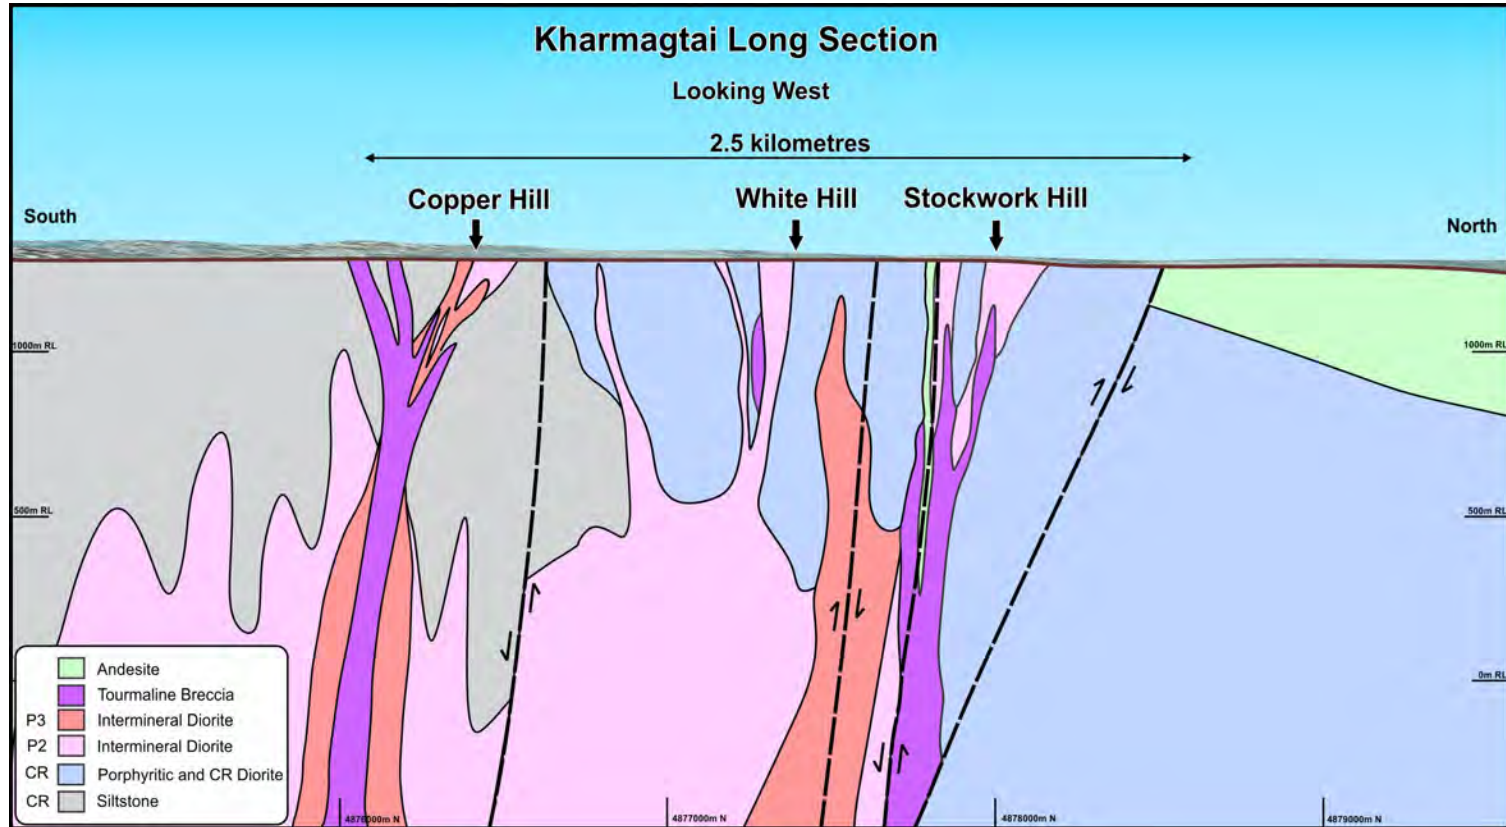 Kharmagtai Long Section
Looking West
2.5 kilometres
Copper Hill
White Hill
Stockwork Hill
South
North
1000m RL
1000m RL
500m RL
500m RL
0m RL
Andesite
Tourmaline Breccia
P3 Intermineral Diorite
P2 Intermineral Diorite
CR Porphyritic and CR Diorite
CR Siltstone
4876000m N
4877000m N
4878000m N
4879000m N